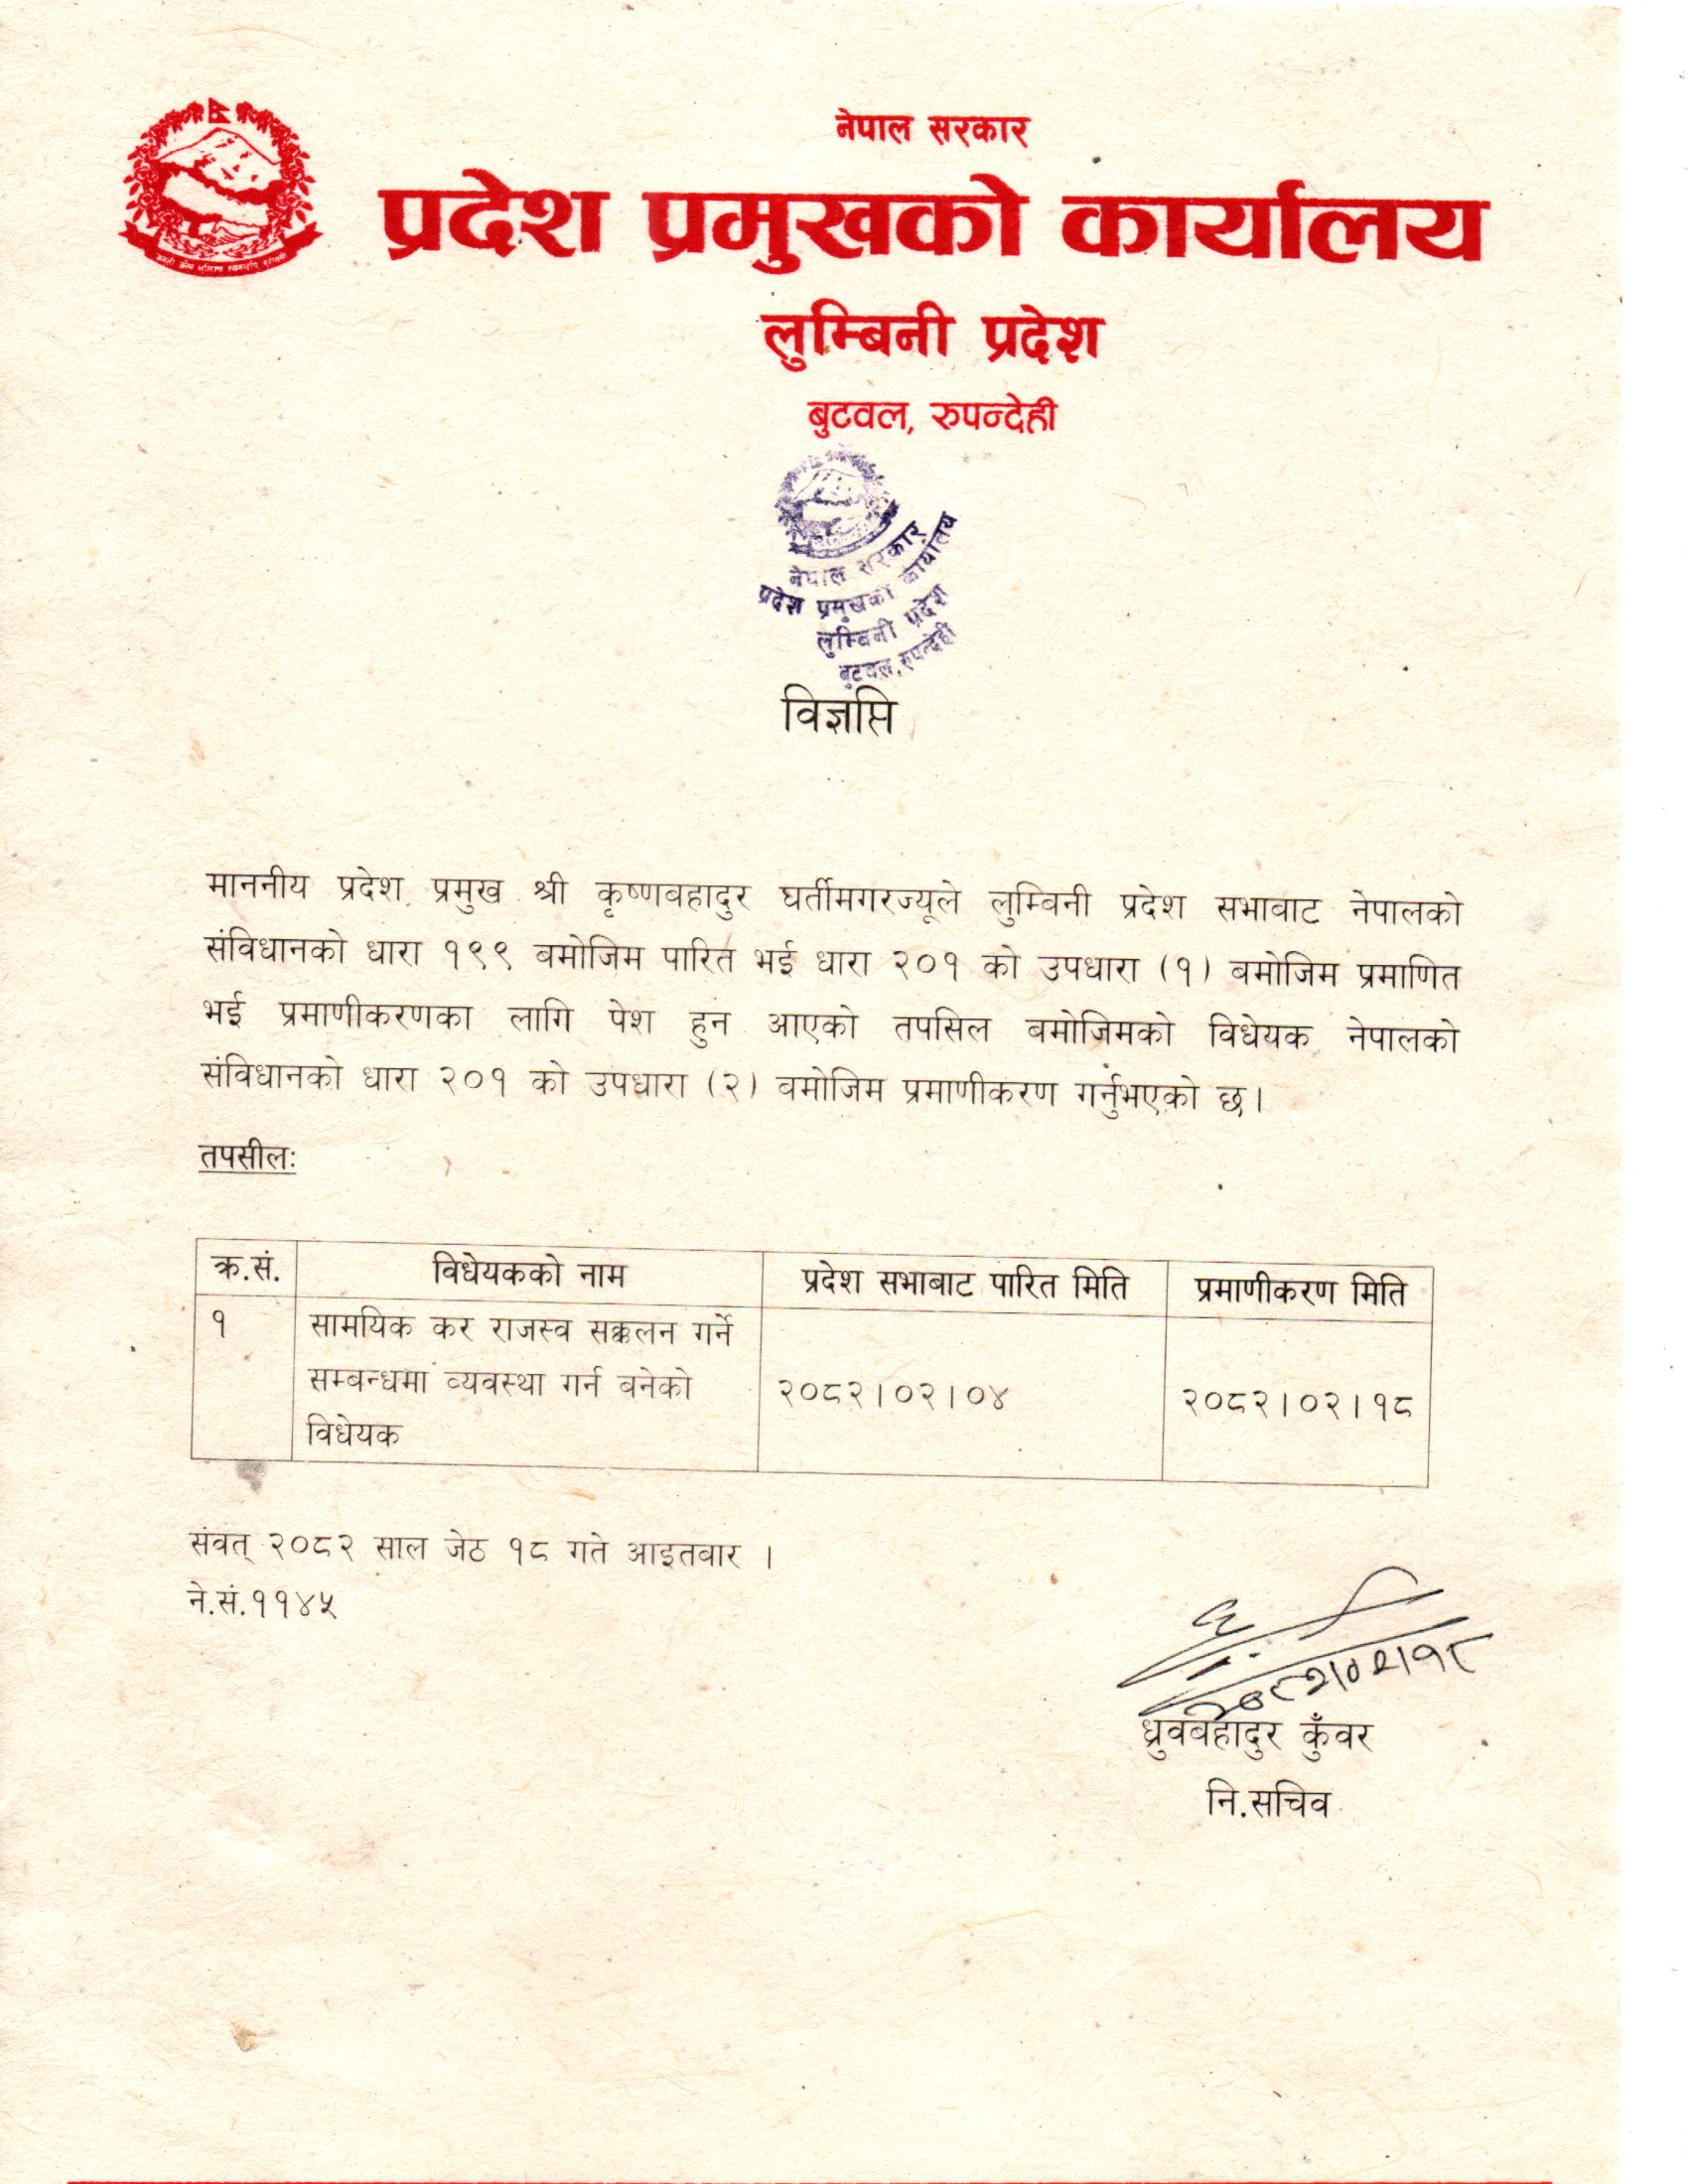 नेपाल सरकार
प्रदेश प्रमुखको कार्यालय
लुम्बिनी प्रदेश
बुटवल, रुपन्देही
नेपाल सरकार
प्रदेश प्रमुखको कार्यालय
लुम्बिनी प्रदेश
बुटवल, रुपन्देही
विज्ञप्ति
माननीय प्रदेश प्रमुख श्री कृष्णबहादुर घर्तीमगरज्यूले लुम्बिनी प्रदेश सभाबाट नेपालको
संविधानको धारा १९९ बमोजिम पारित भई धारा २०१ को उपधारा (१) बमोजिम प्रमाणित
भई प्रमाणीकरणका लागि पेश हुन आएको तपसिल बमोजिमको विधेयक नेपालको
संविधानको धारा २०१ को उपधारा (२) बमोजिम प्रमाणीकरण गर्नुभएको छ।
तपसीलः
क्र.सं. विधेयकको नाम प्रदेश सभाबाट पारित मिति प्रमाणीकरण मिति
१ सामयिक कर राजस्व सङ्कलन गर्ने
सम्बन्धमा व्यवस्था गर्न बनेको २०८२।०२।०४ २०८२।०२।१८
विधेयक
संवत् २०८२ साल जेठ १८ गते आइतबार ।
ने.सं.११४५
२०८२।०२।१८
ध्रुवबहादुर कुँवर
नि.सचिव